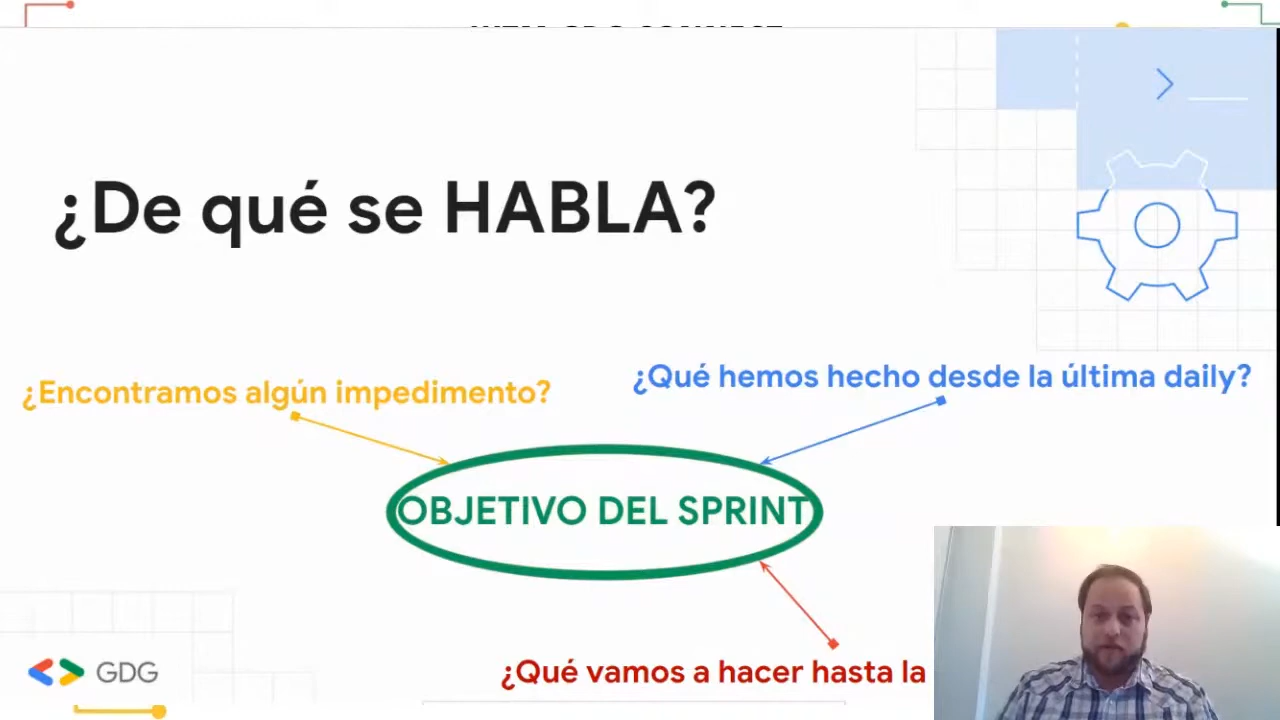 ¿De qué se HABLA?
¿Encontramos algún impedimento?
¿Qué hemos hecho desde la última daily?
OBJETIVO DEL SPRINT
¿Qué vamos a hacer hasta la
GDG